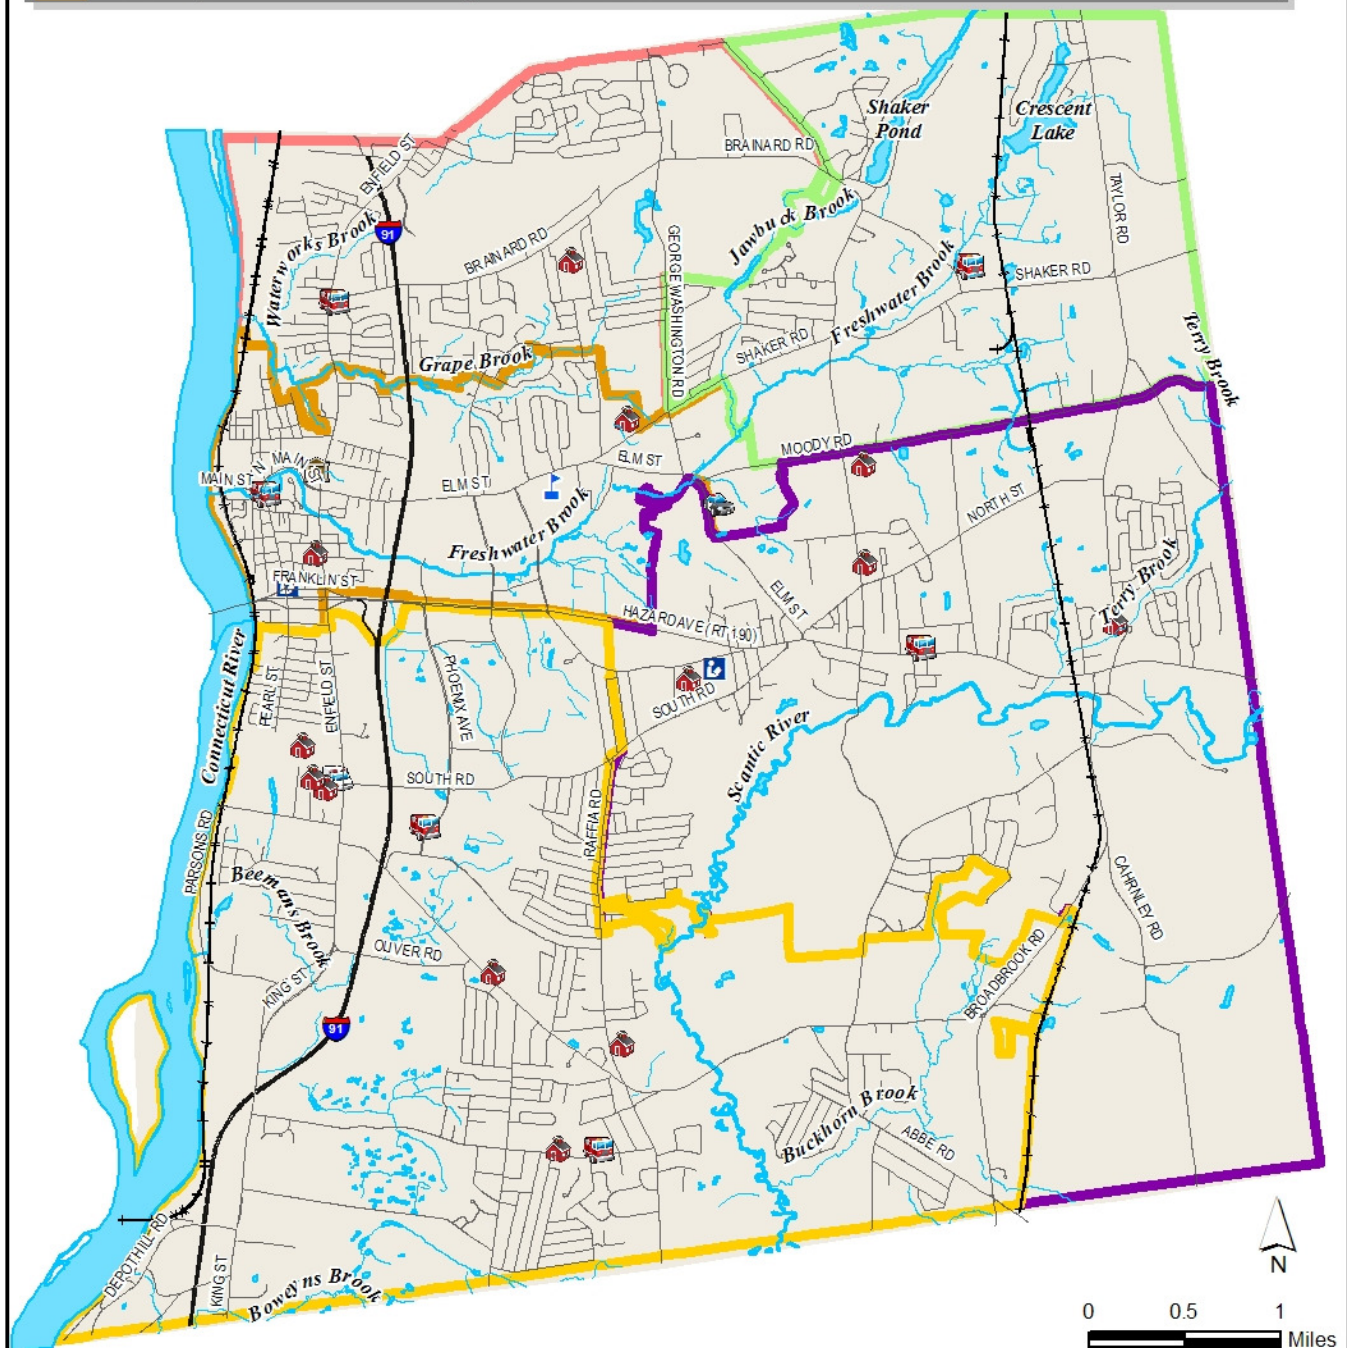 Shaker
Pond
Crescent
Lake
BRAINARD RD
ENFIELD ST
TAYLOR RD
Waterworks Brook
91
Jawbuck Brook
BRAINARD RD
GEORGE WASHINGTON RD
Freshwater Brook
SHAKER RD
SHAKER RD
Terry Brook
Grape Brook
MOODY RD
MAIN ST
N MAIN ST
ELM ST
ELM ST
NORTH ST
Freshwater Brook
FRANKLIN ST
ELM ST
Terry Brook
HAZARD AVE (RT 190)
Connecticut River
PEARL ST
ENFIELD ST
PHOENIX AVE
SOUTH RD
Scantic River
SOUTH RD
PARSONS RD
RAFFIA RD
Beemans Brook
CAHRNLEY RD
OLIVER RD
KING ST
BROADBROOK RD
91
Buckhorn Brook
ABBE RD
DEPOT HILL RD
KING ST
Boweyns Brook
N
0 0.5 1
Miles